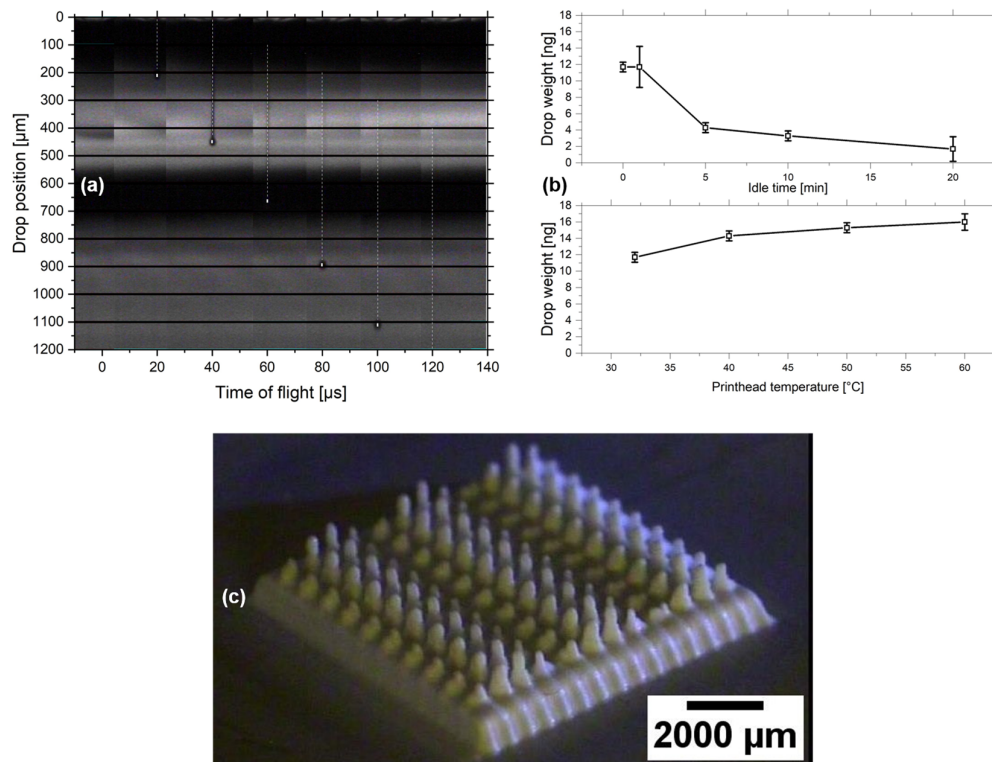 0
100
200
300
400
500
600
700
800
900
1000
1100
1200
Drop position [µm]
(a)
0 20 40 60 80 100 120 140
Time of flight [µs]
18
16
14
12
10
8
6
4
2
0
Drop weight [ng]
(b)
0 5 10 15 20
Idle time [min]
18
16
14
12
10
8
6
4
2
0
Drop weight [ng]
30 35 40 45 50 55 60
Printhead temperature [°C]
(c)
2000 µm